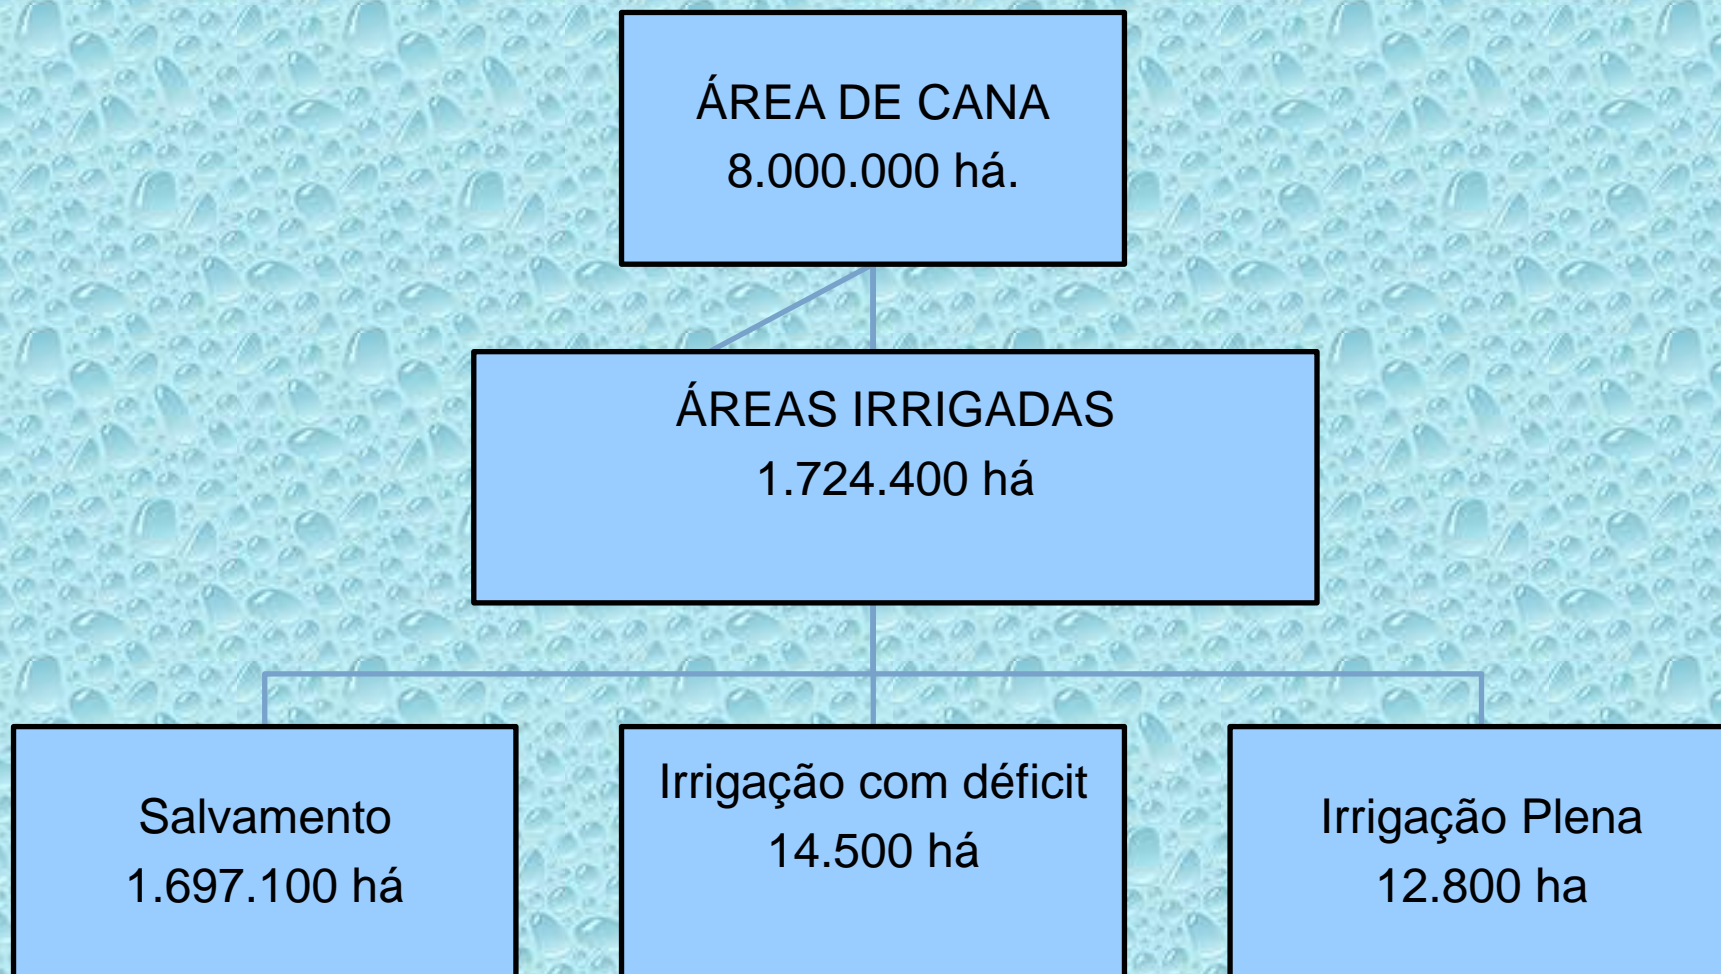 ÁREA DE CANA
8.000.000 há.
ÁREAS IRRIGADAS
1.724.400 há
Salvamento
1.697.100 há
Irrigação com déficit
14.500 há
Irrigação Plena
12.800 ha